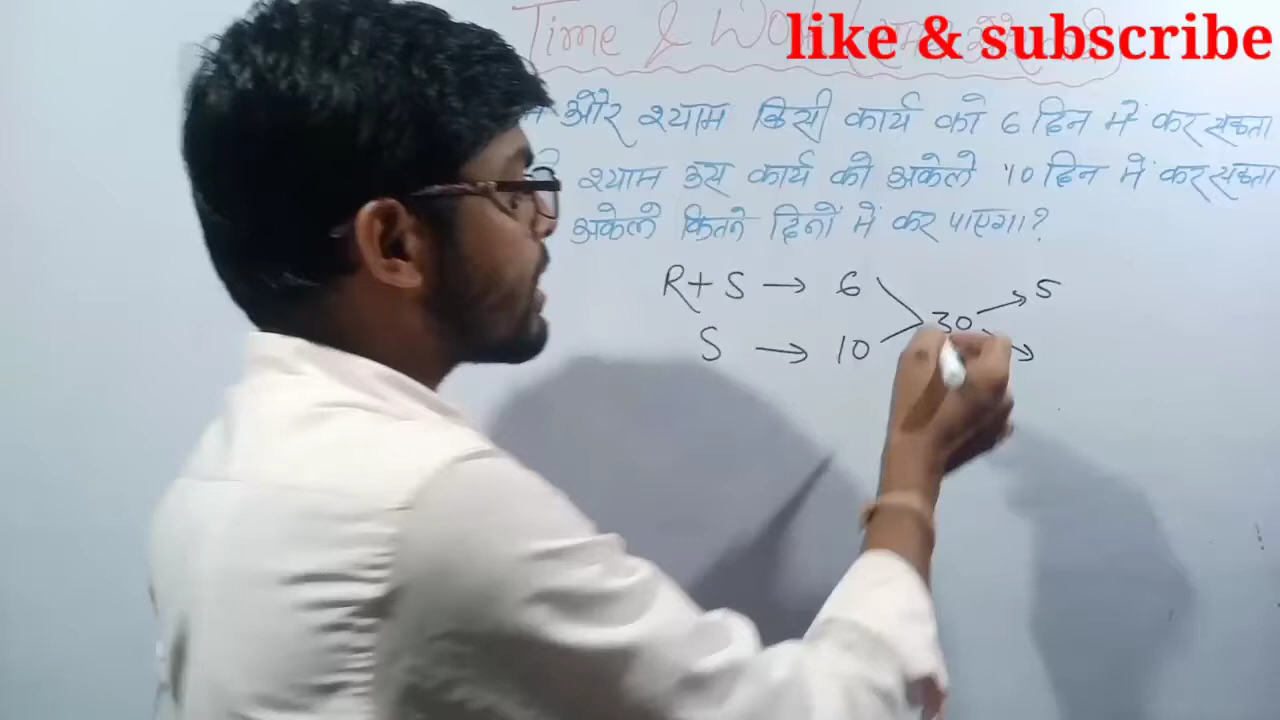 like & subscribe
Time & Work
और श्याम किसी कार्य को 6 दिन में कर सकता
श्याम उस कार्य को अकेले 10 दिन में कर सकता
अकेले कितने दिनों में कर पाएगा?
R+S → 6
30 → 5
S → 10 →